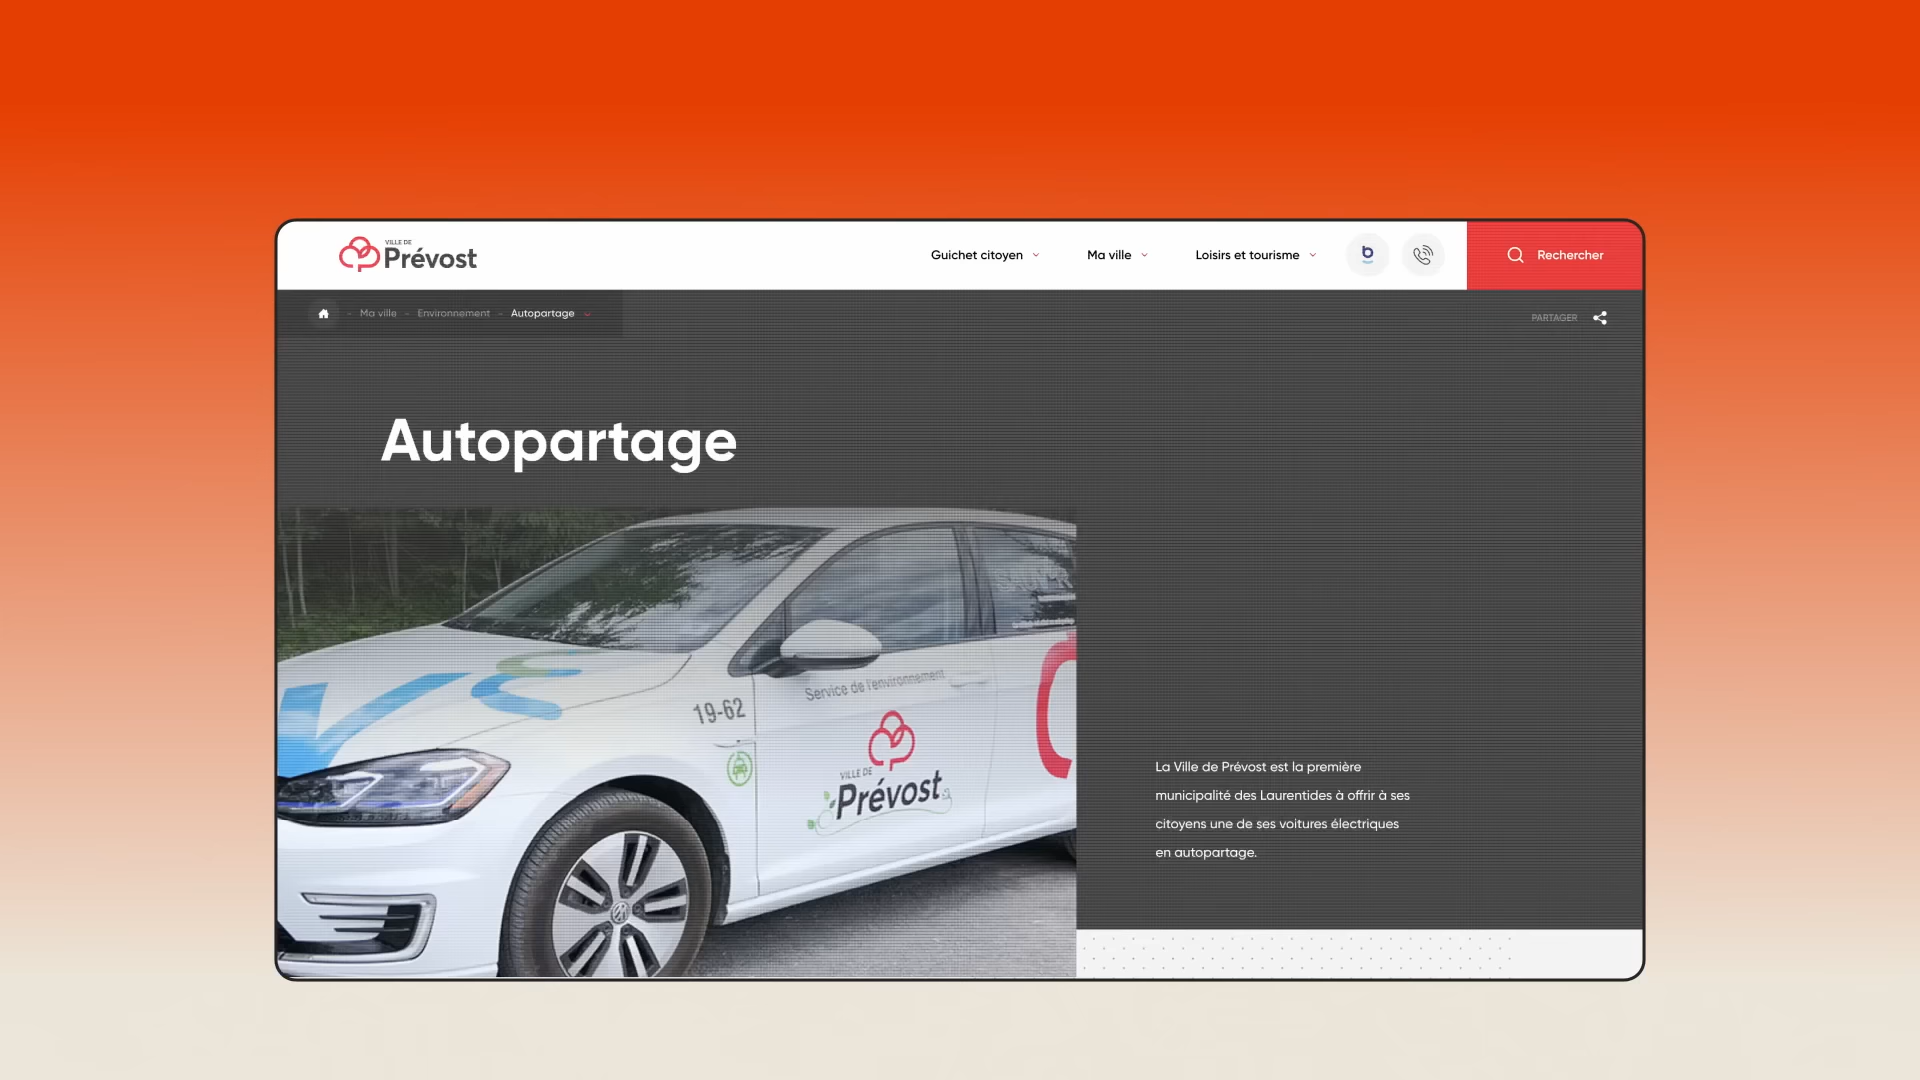 VILLE DE
Prévost
Guichet citoyen
Ma ville
Loisirs et tourisme
b
Rechercher
Ma ville - Environnement - Autopartage
PARTAGER
Autopartage
19-62
Service de l'environnement
VILLE DE
Prévost
La Ville de Prévost est la première
municipalité des Laurentides à offrir à ses
citoyens une de ses voitures électriques
en autopartage.